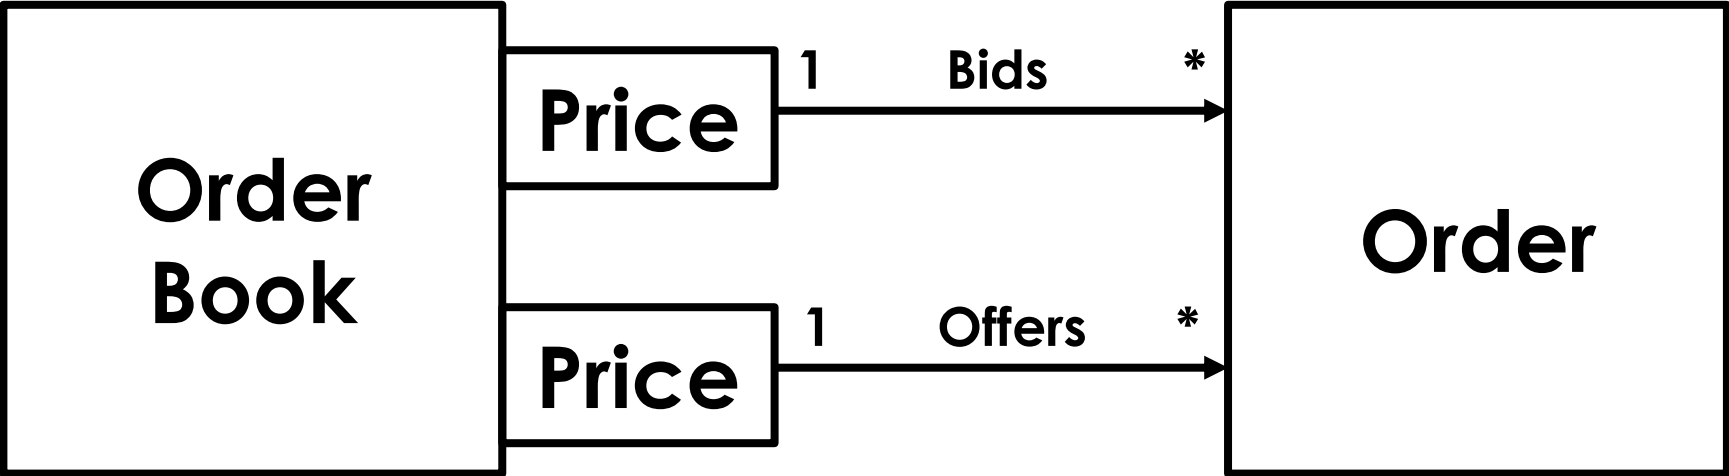 Order
Book
Price
1 Bids *
Price
1 Offers *
Order